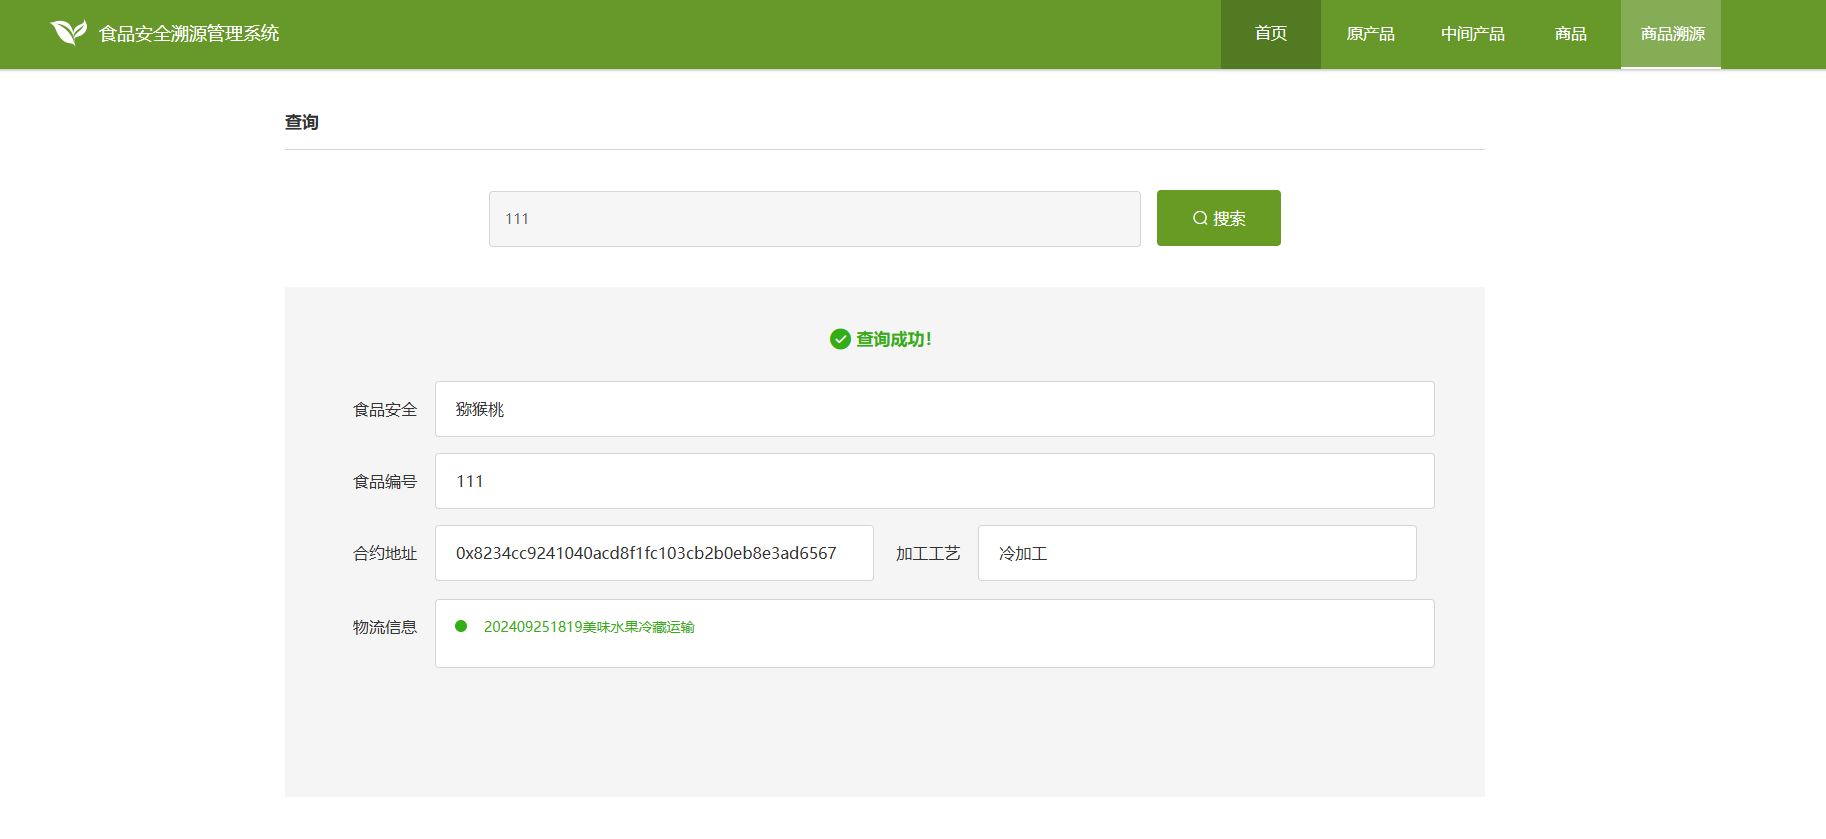 食品安全溯源管理系统
首页 原产品 中间产品 商品 商品溯源
查询
111 搜索
查询成功!
食品安全 猕猴桃
食品编号 111
合约地址 0x8234cc9241040acd8f1fc103cb2b0eb8e3ad6567 加工工艺 冷加工
物流信息 202409251819美味水果冷藏运输